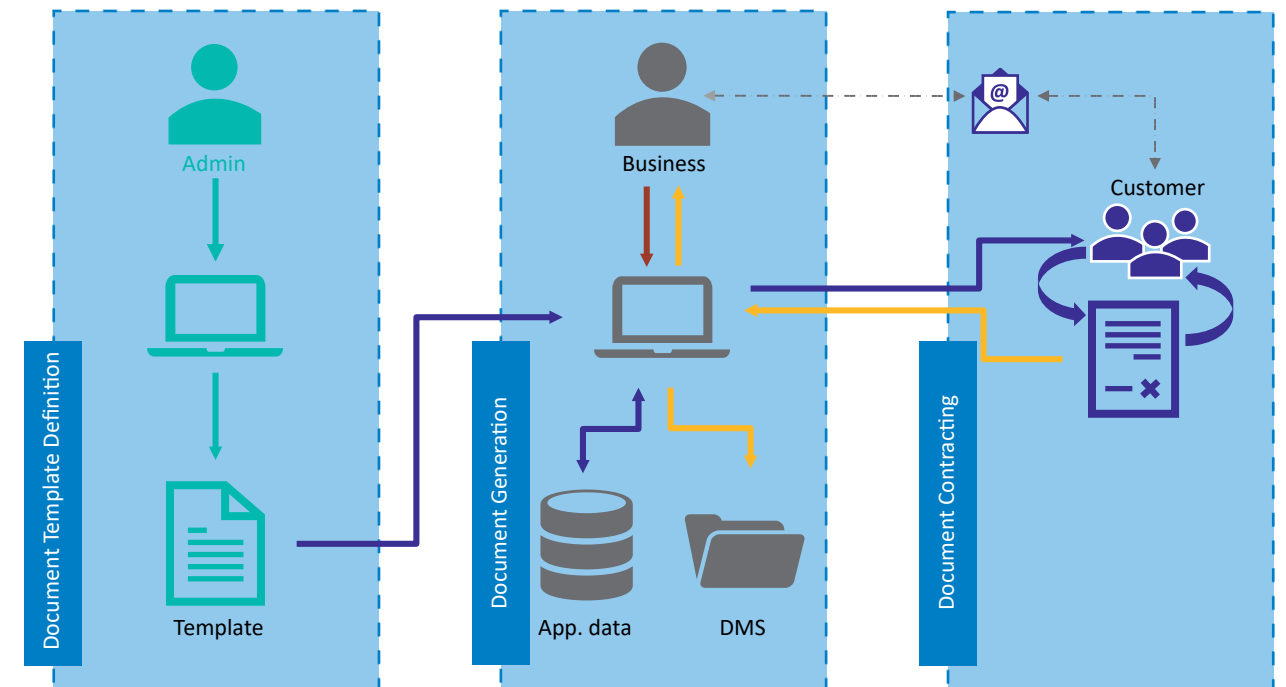 Document Template Definition
Admin
Template
Document Generation
Business
App. data
DMS
Document Contracting
@
Customer